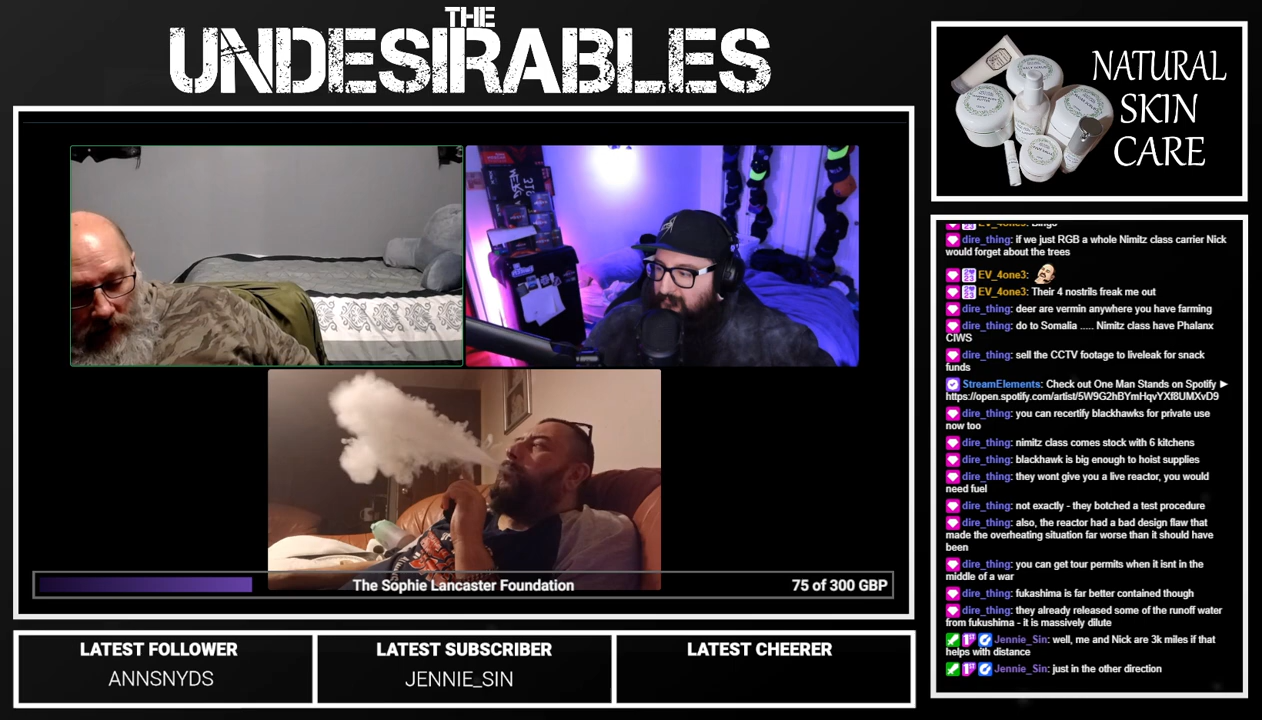 THE
UNDESIRABLES
NATURAL
SKIN
CARE
dire_thing: if we just RGB a whole Nimitz class carrier Nick
would forget about the trees
EV_4one3:
EV_4one3: Their 4 nostrils freak me out
dire_thing: deer are vermin anywhere you have farming
dire_thing: do to Somalia ..... Nimitz class have Phalanx
CIWS
dire_thing: sell the CCTV footage to liveleak for snack
funds
StreamElements: Check out One Man Stands on Spotify ►
https://open.spotify.com/artist/5W9G2hBYmHqvYXf8UMXvD9
dire_thing: you can recertify blackhawks for private use
now too
dire_thing: nimitz class comes stock with 6 kitchens
dire_thing: blackhawk is big enough to hoist supplies
dire_thing: they wont give you a live reactor, you would
need fuel
dire_thing: not exactly - they botched a test procedure
dire_thing: also, the reactor had a bad design flaw that
made the overheating situation far worse than it should have
been
dire_thing: you can get tour permits when it isnt in the
middle of a war
dire_thing: fukashima is far better contained though
dire_thing: they already released some of the runoff water
from fukushima - it is massively dilute
Jennie_Sin: well, me and Nick are 3k miles if that
helps with distance
Jennie_Sin: just in the other direction
The Sophie Lancaster Foundation 75 of 300 GBP
LATEST FOLLOWER
ANNSNYDS
LATEST SUBSCRIBER
JENNIE_SIN
LATEST CHEERER